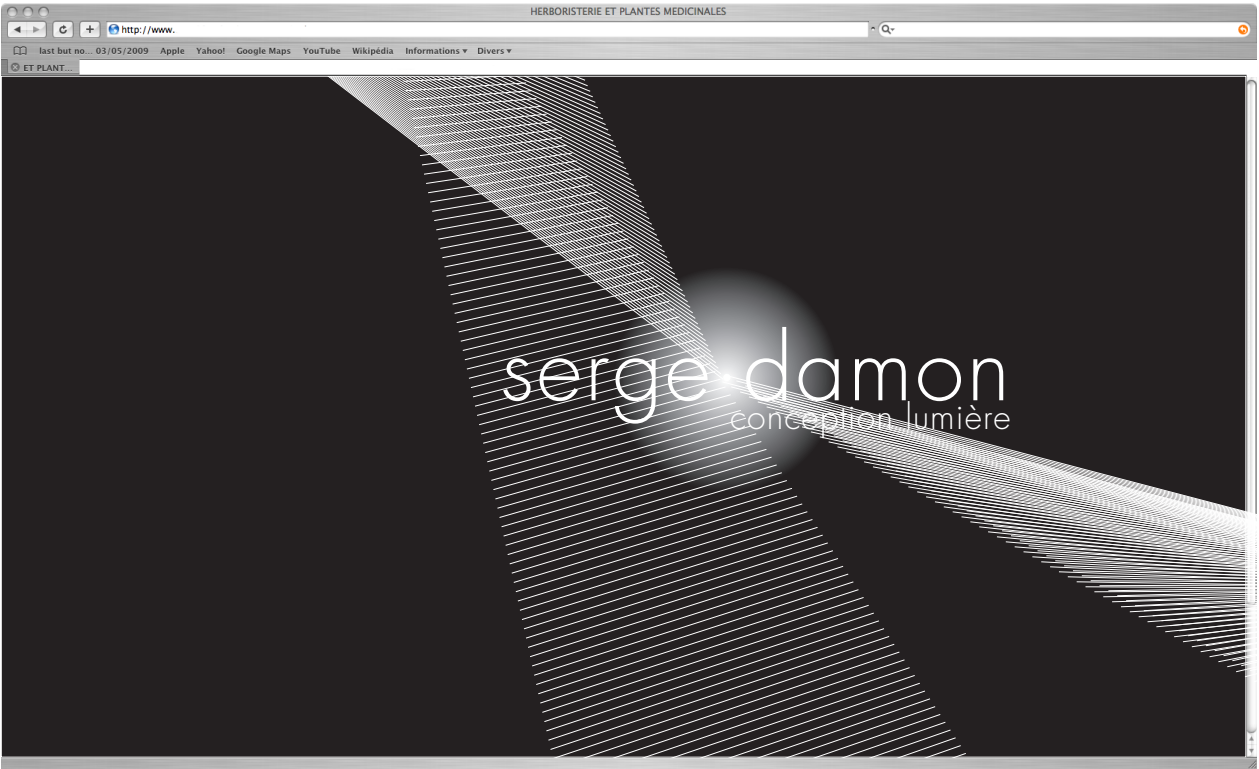 HERBORISTERIE ET PLANTES MEDICINALES
http://www.
last but no... 03/05/2009 Apple Yahoo! Google Maps YouTube Wikipédia Informations Divers
ET PLANT...
serge damon
conception lumière